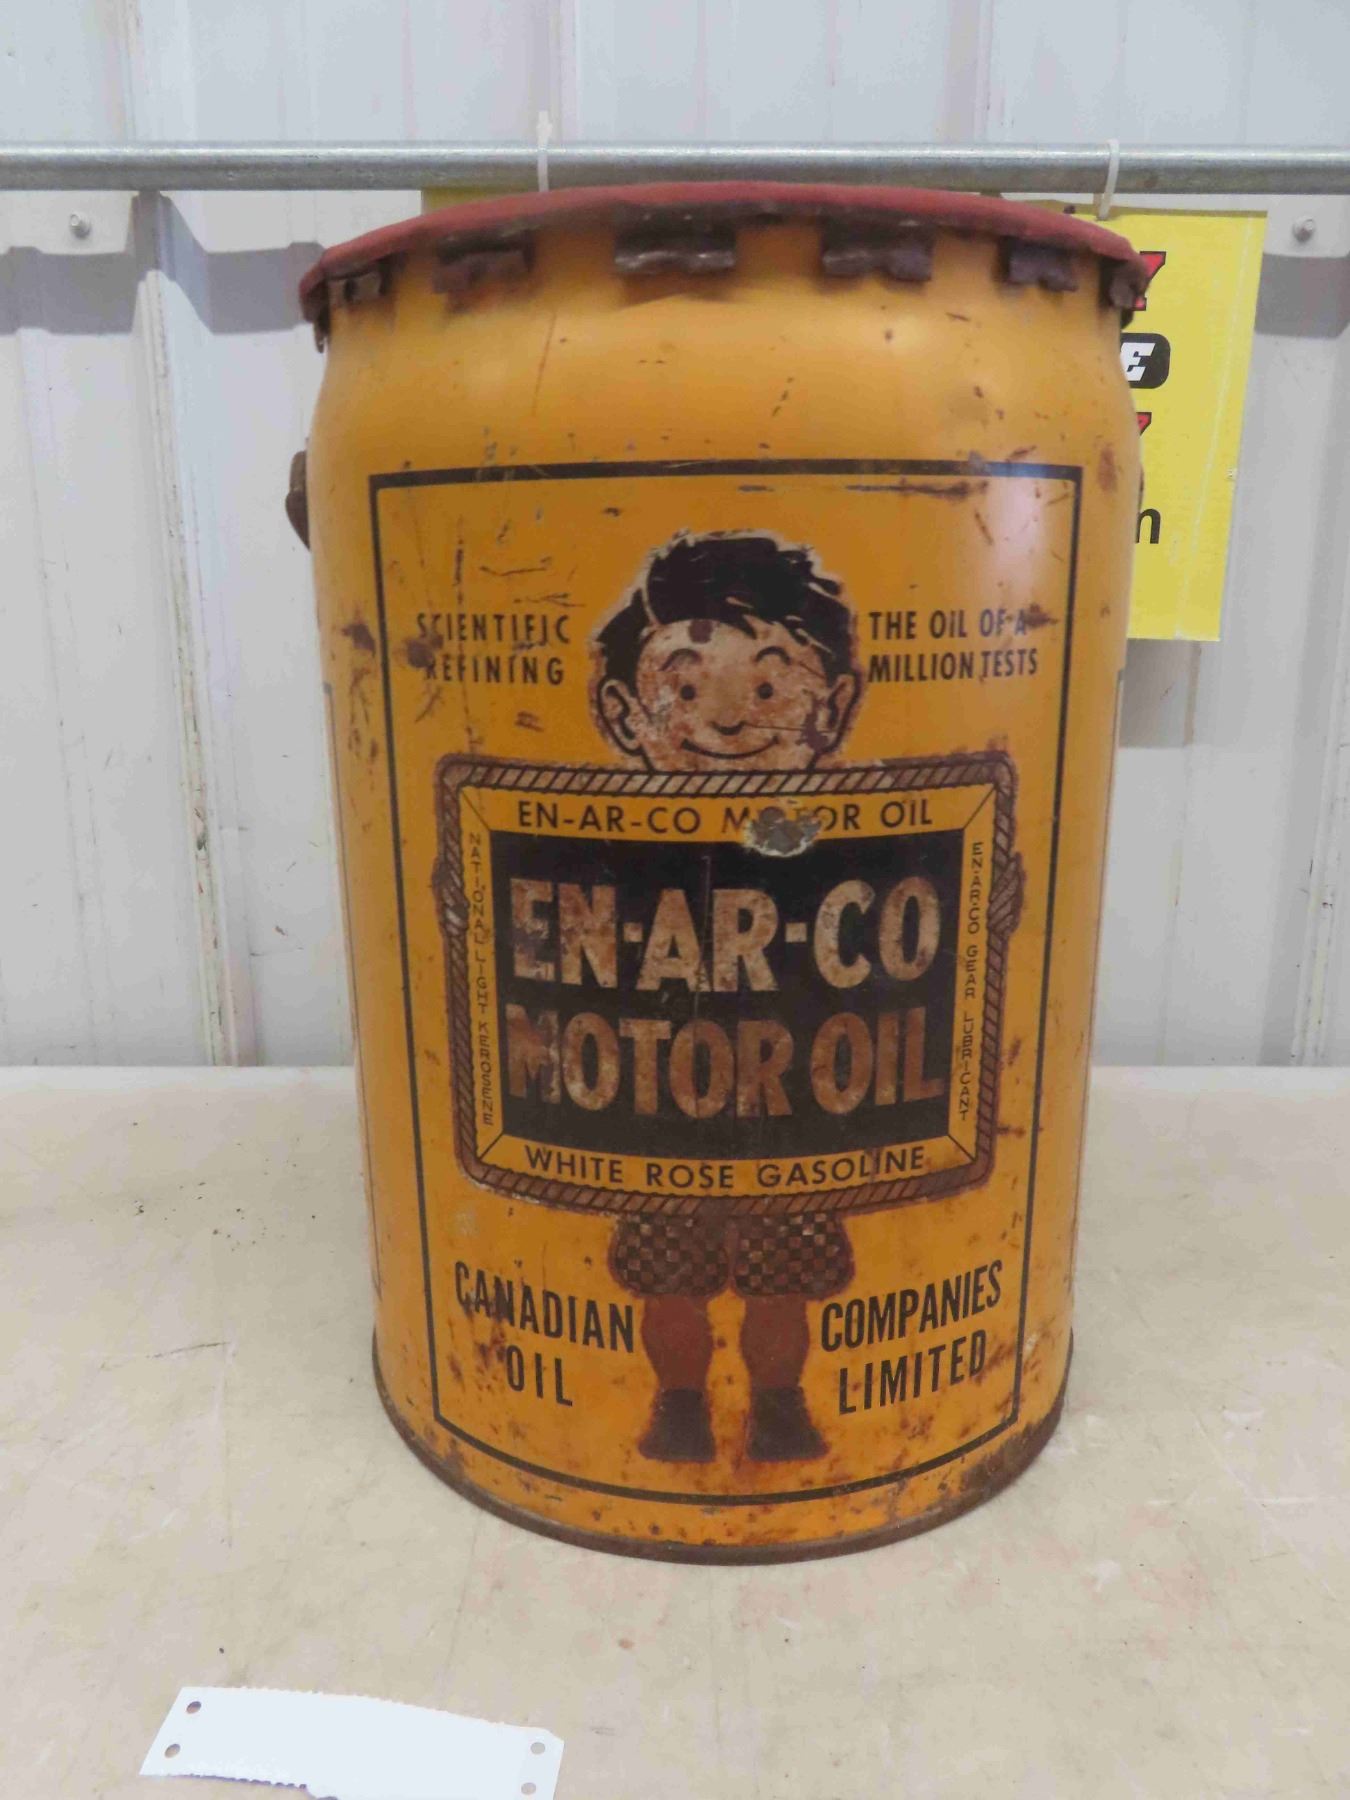 SCIENTIFIC
REFINING
THE OIL OF A
MILLION TESTS
EN-AR-CO MOTOR OIL
NATIONAL LIGHT KEROSENE
EN-AR-CO
MOTOR OIL
EN-AR-CO GEAR LUBRICANT
WHITE ROSE GASOLINE
CANADIAN
OIL
COMPANIES
LIMITED